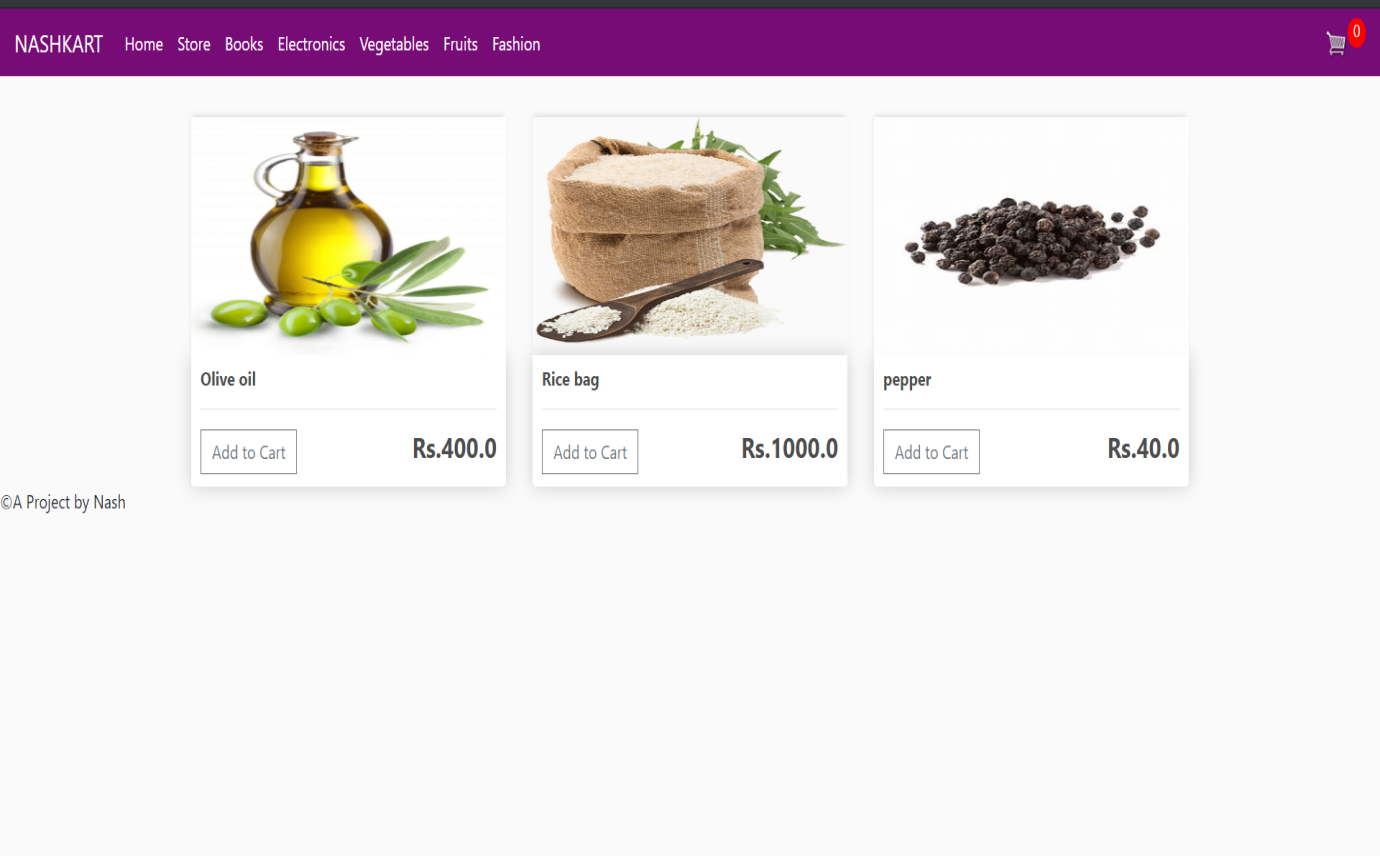 NASHKART Home Store Books Electronics Vegetables Fruits Fashion 0
Olive oil
Add to Cart Rs.400.0
Rice bag
Add to Cart Rs.1000.0
pepper
Add to Cart Rs.40.0
©A Project by Nash